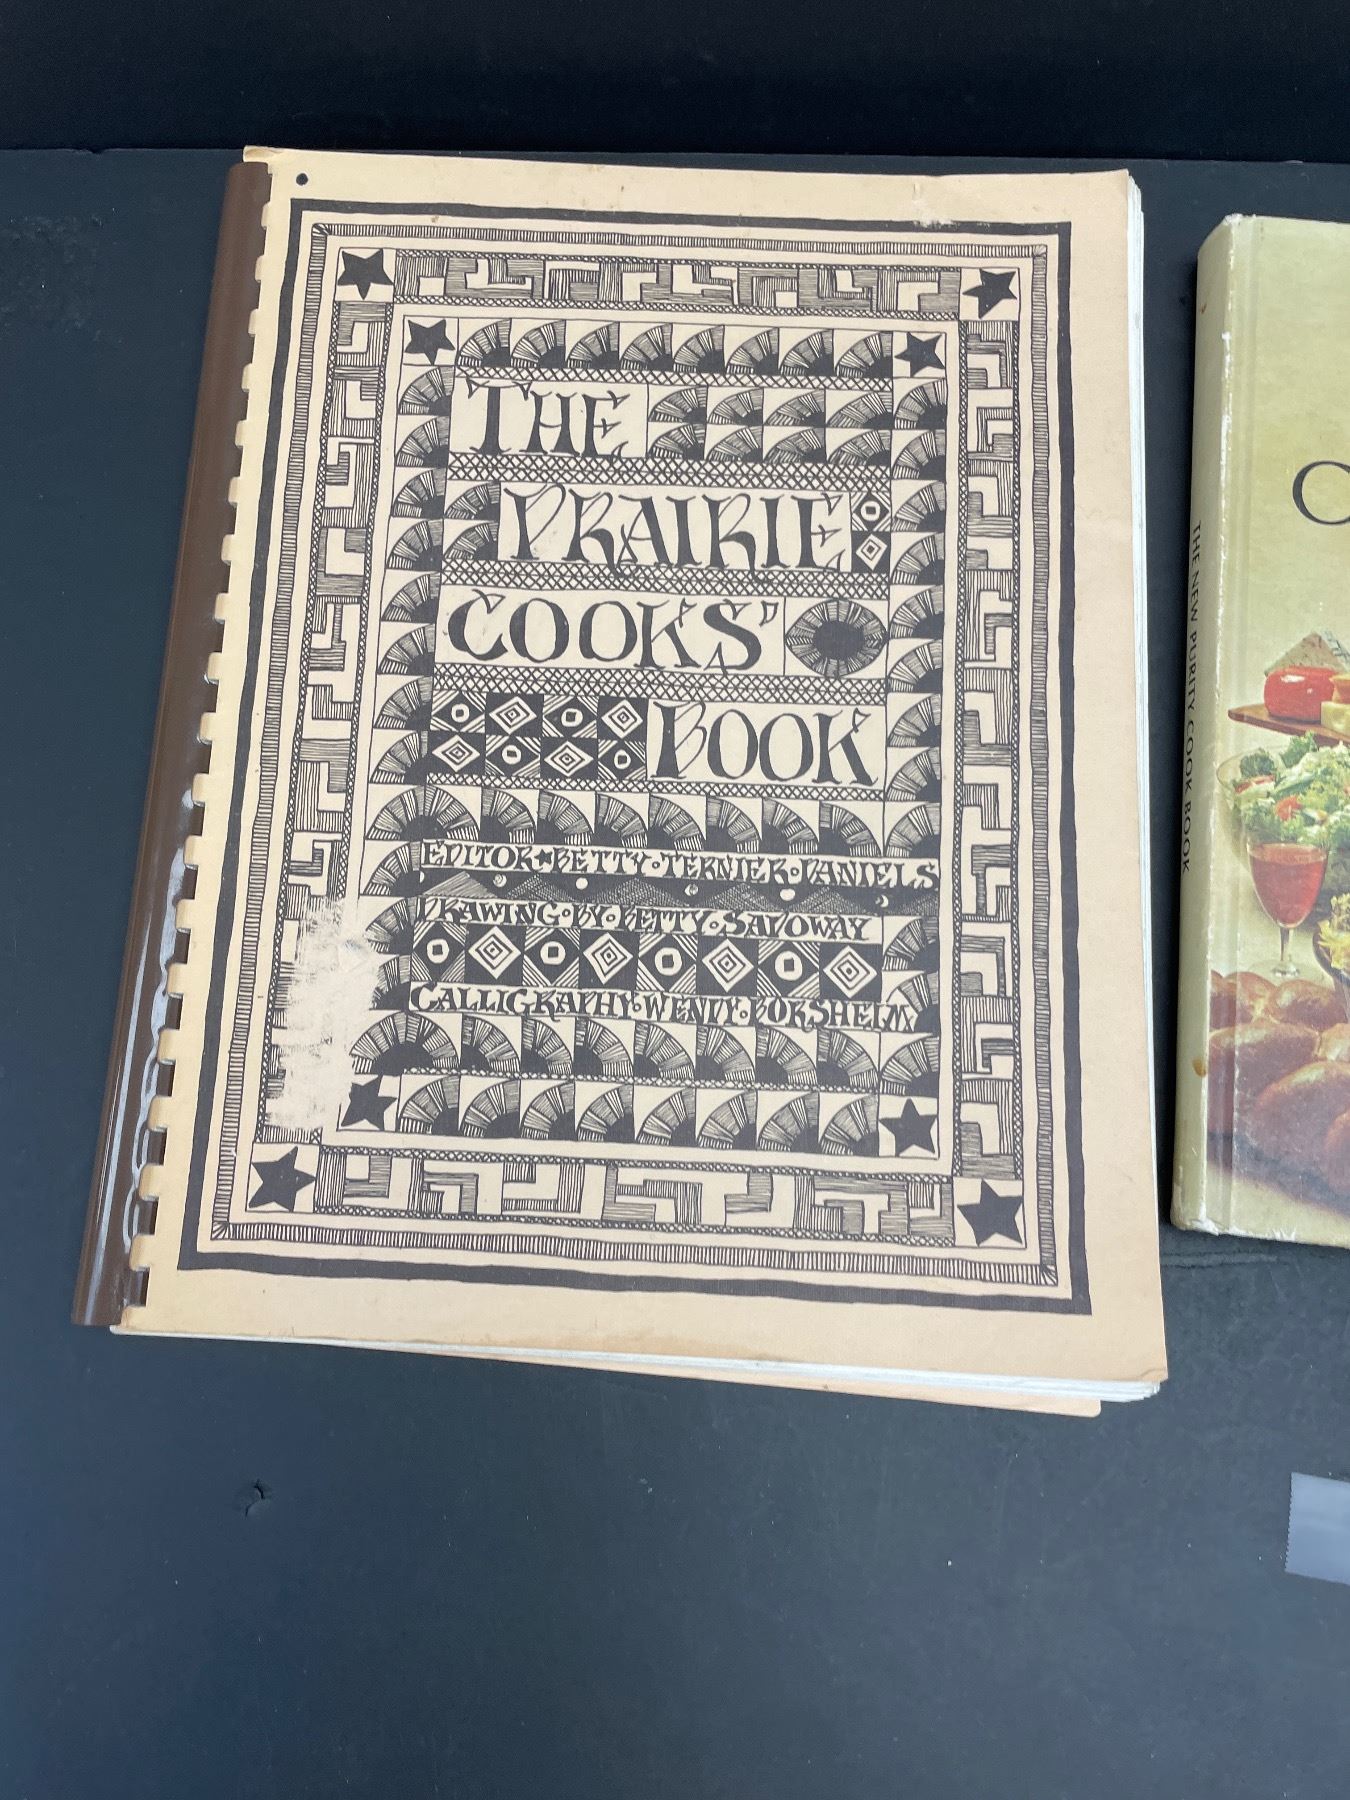 THE
PRAIRIE
COOKS'
BOOK
EDITOR·BETTY·TERNIER·DANIELS
DRAWING·BY·BETTY·SADOWAY
CALLIGRAPHY·WENDY·BORSHEIM
THE NEW PURITY COOK BOOK